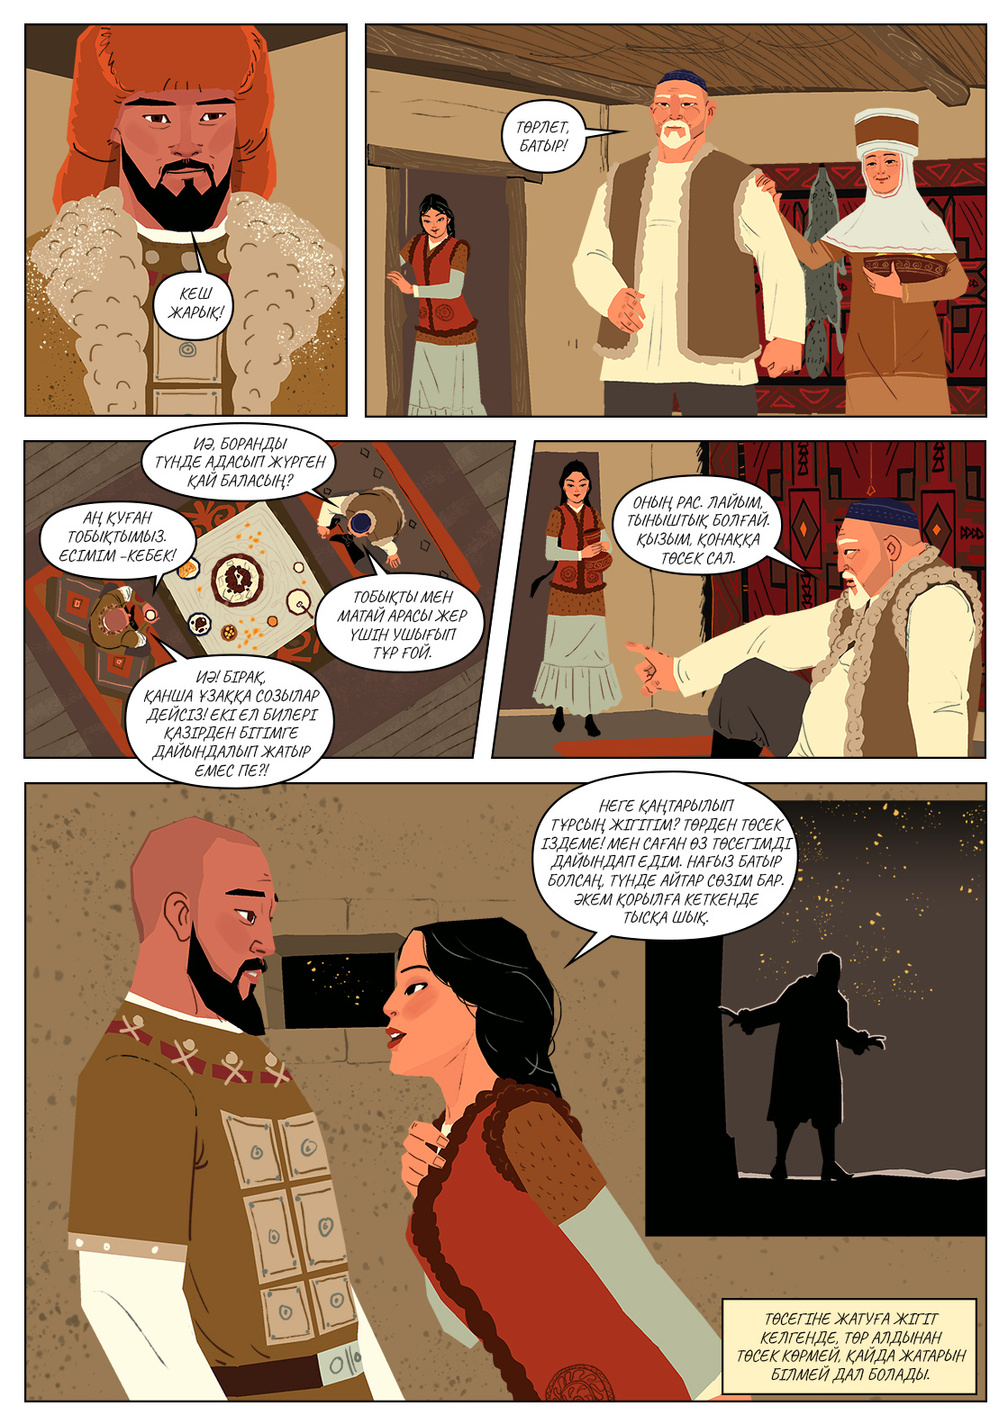 КЕШ
ЖАРЫҚ!
ТӨРЛЕТ,
БАТЫР!
ИӘ, БОРАНДЫ
ТҮНДЕ АДАСЫП ЖҮРГЕН
ҚАЙ БАЛАСЫҢ?
АҢ ҚУҒАН
ТОБЫҚТЫМЫЗ.
ЕСІМІМ –КЕБЕК!
ТОБЫҚТЫ МЕН
МАТАЙ АРАСЫ ЖЕР
ҮШІН УШЫҒЫП
ТҰР ҒОЙ.
ИӘ! БІРАҚ,
ҚАНША ҰЗАҚҚА СОЗЫЛАР
ДЕЙСІЗ! ЕКІ ЕЛ БИЛЕРІ
ҚАЗІРДЕН БІТІМГЕ
ДАЙЫНДАЛЫП ЖАТЫР
ЕМЕС ПЕ?!
ОНЫҢ РАС. ЛАЙЫМ,
ТЫНЫШТЫҚ БОЛҒАЙ.
ҚЫЗЫМ, ҚОНАҚҚА
ТӨСЕК САЛ.
НЕГЕ ҚАҢТАРЫЛЫП
ТҰРСЫҢ ЖІГІТІМ? ТӨРДЕН ТӨСЕК
ІЗДЕМЕ! МЕН САҒАН ӨЗ ТӨСЕГІМДІ
ДАЙЫНДАП ЕДІМ. НАҒЫЗ БАТЫР
БОЛСАҢ, ТҮНДЕ АЙТАР СӨЗІМ БАР.
ӘКЕМ ҚОРЫЛҒА КЕТКЕНДЕ
ТЫСҚА ШЫҚ.
ТӨСЕГІНЕ ЖАТУҒА ЖІГІТ
КЕЛГЕНДЕ, ТӨР АЛДЫНАН
ТӨСЕК КӨРМЕЙ, ҚАЙДА ЖАТАРЫН
БІЛМЕЙ ДАЛ БОЛАДЫ.